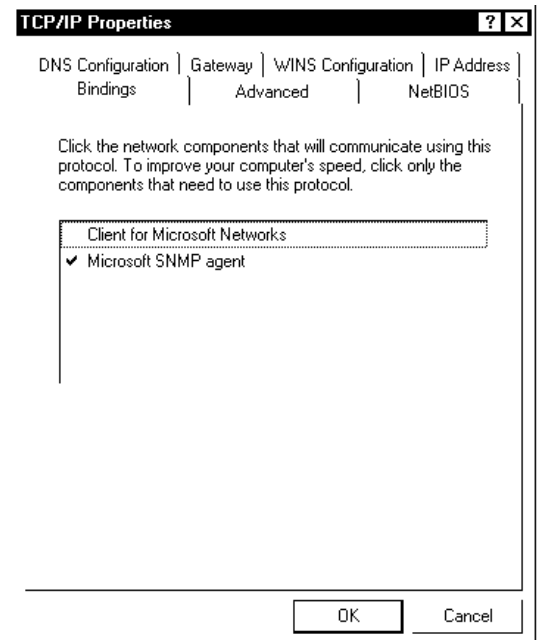 TCP/IP Properties ? ×
DNS Configuration Gateway WINS Configuration IP Address
Bindings Advanced NetBIOS
Click the network components that will communicate using this
protocol. To improve your computer's speed, click only the
components that need to use this protocol.
Client for Microsoft Networks
✔ Microsoft SNMP agent
OK Cancel